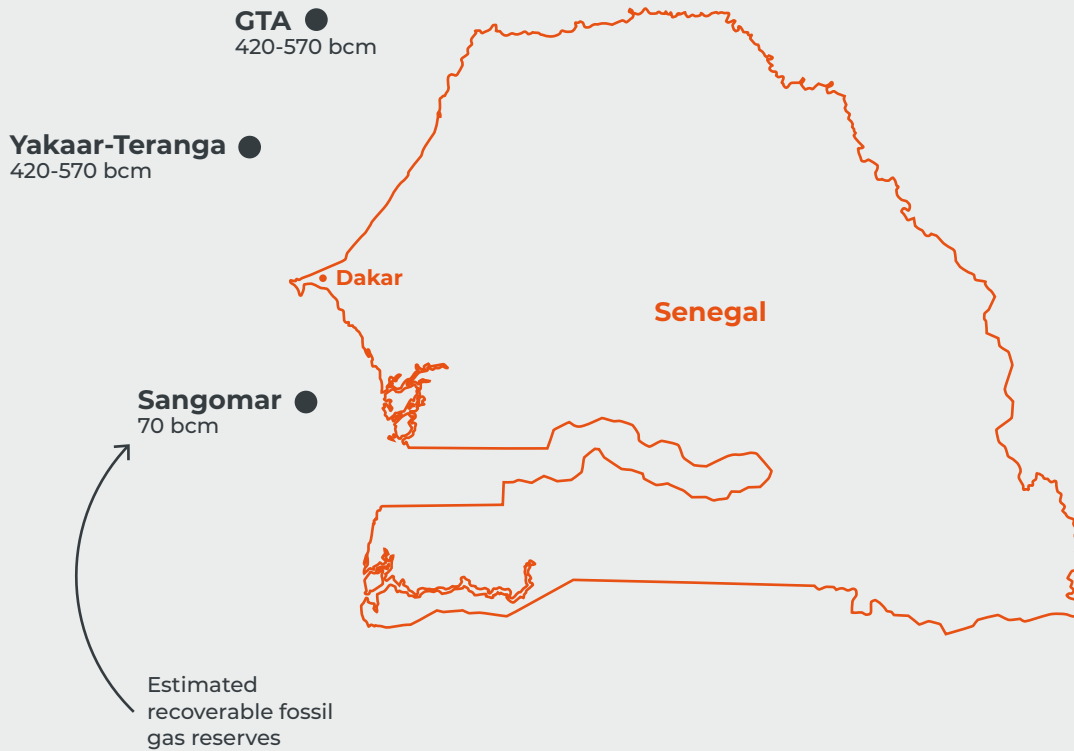 GTA
420-570 bcm
Yakaar-Teranga
420-570 bcm
Dakar
Senegal
Sangomar
70 bcm
Estimated
recoverable fossil
gas reserves